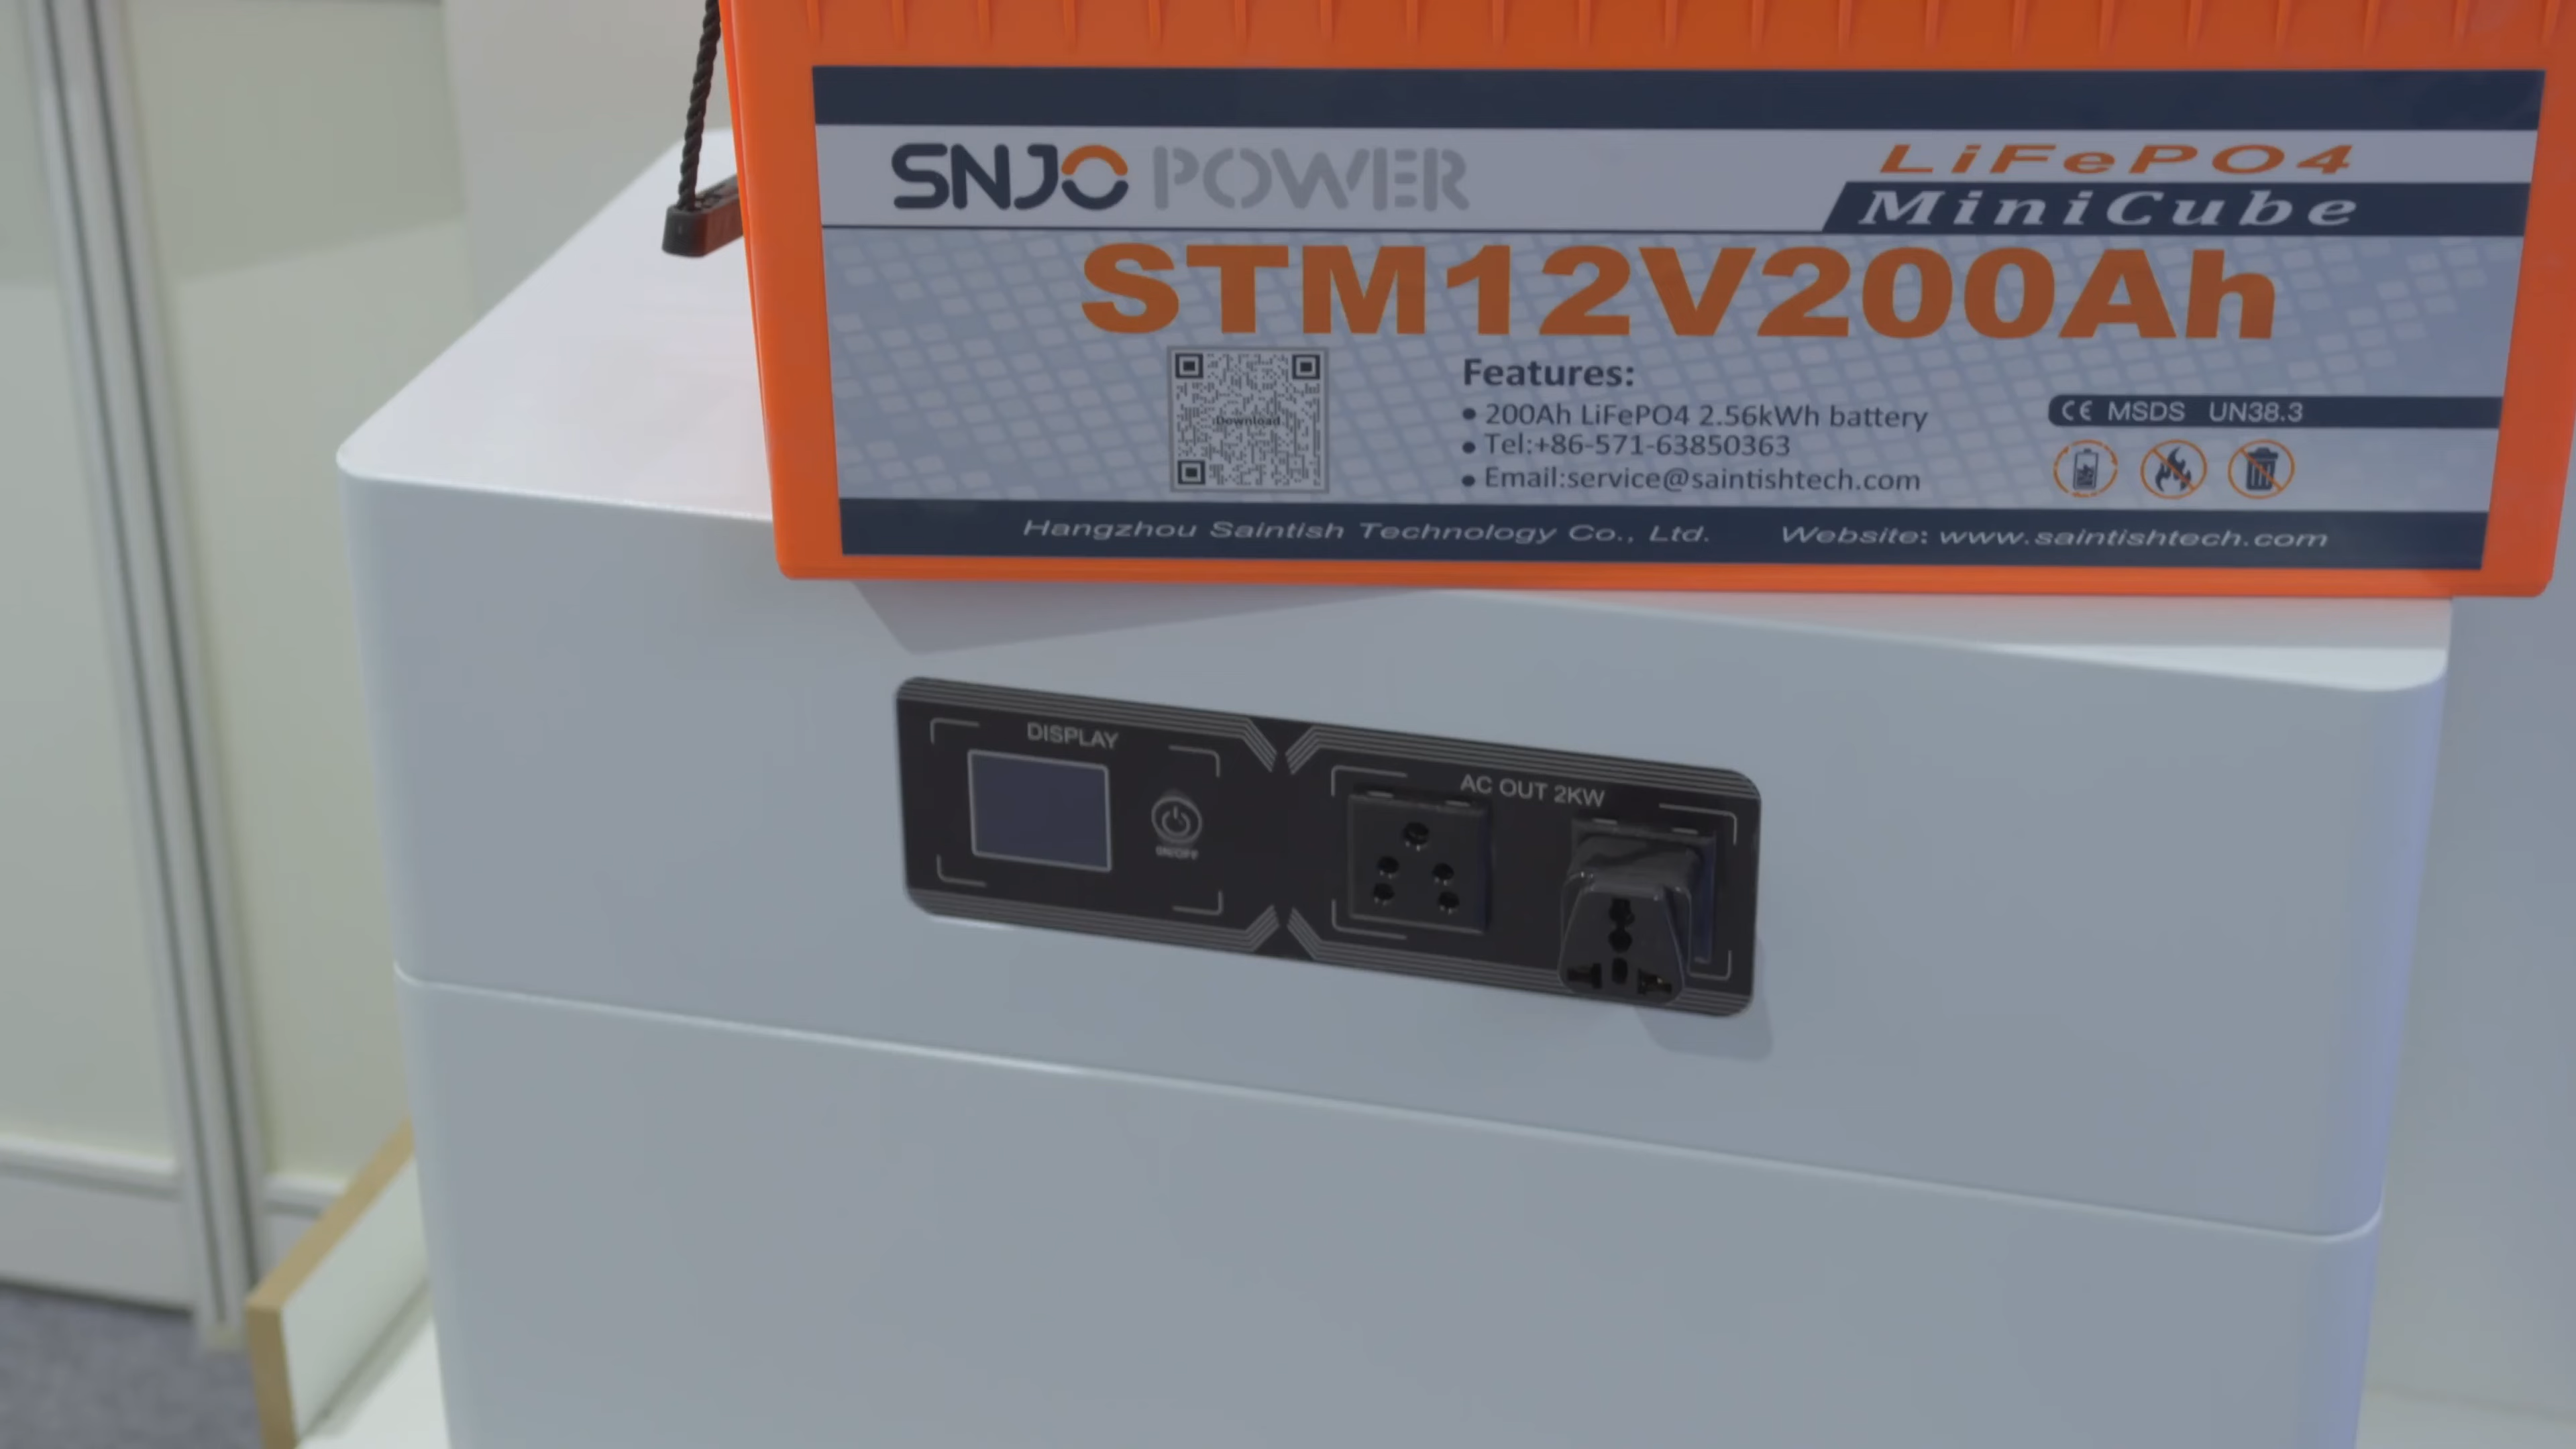 SNJO POWER
LiFePO4
MiniCube
STM12V200Ah
Download
Features:
• 200Ah LiFePO4 2.56kWh battery
• Tel:+86-571-63850363
• Email:service@saintishtech.com
CE MSDS UN38.3
Hangzhou Saintish Technology Co., Ltd. Website: www.saintishtech.com
DISPLAY
ON/OFF
AC OUT 2KW